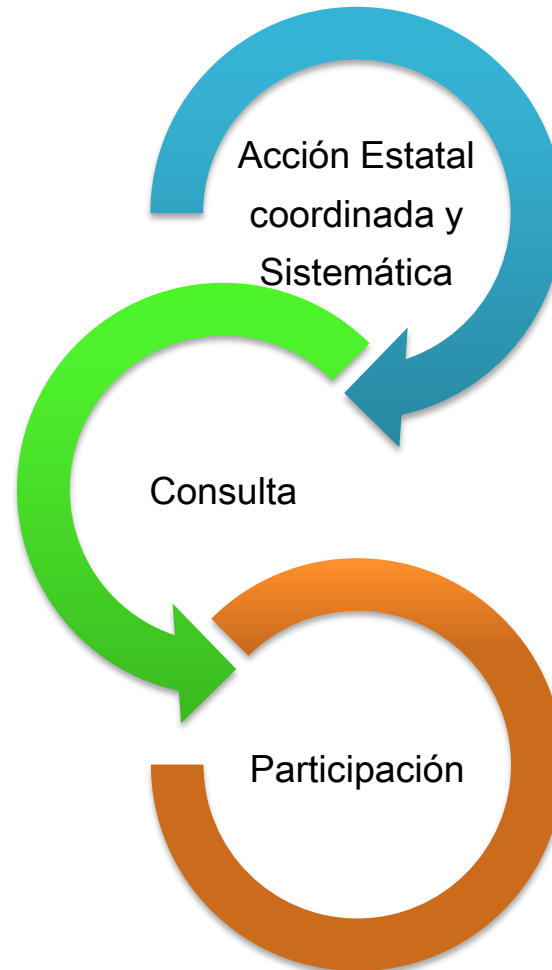 Acción Estatal
coordinada y
Sistemática
Consulta
Participación